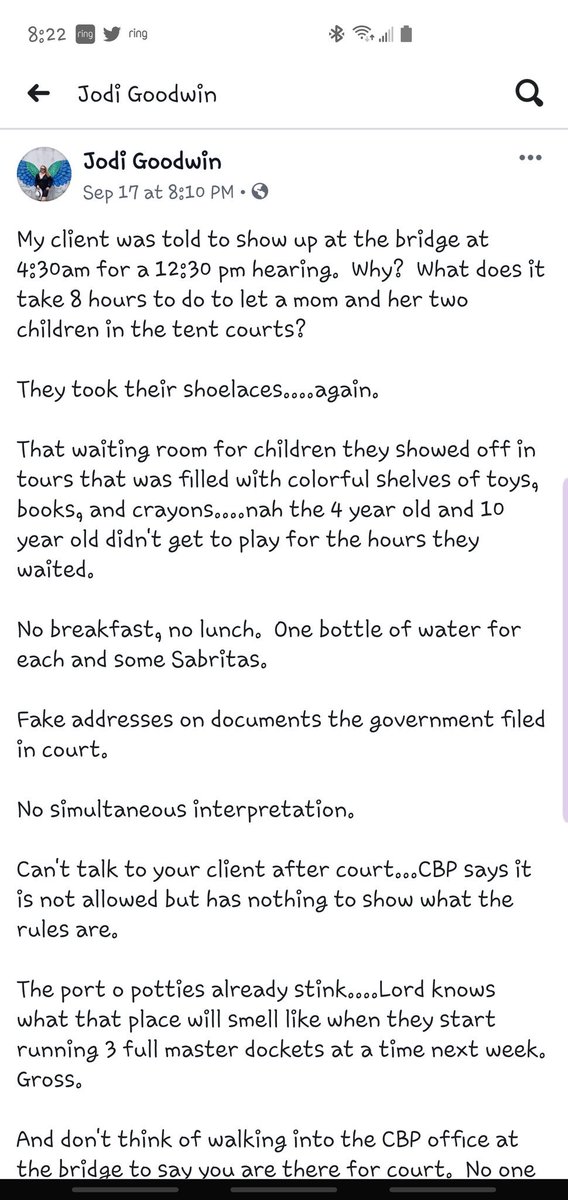 8:22 ring ring
Jodi Goodwin
Jodi Goodwin
Sep 17 at 8:10 PM •
My client was told to show up at the bridge at
4:30am for a 12:30 pm hearing.  Why?  What does it
take 8 hours to do to let a mom and her two
children in the tent courts?
They took their shoelaces....again.
That waiting room for children they showed off in
tours that was filled with colorful shelves of toys,
books, and crayons....nah the 4 year old and 10
year old didn't get to play for the hours they
waited.
No breakfast, no lunch.  One bottle of water for
each and some Sabritas.
Fake addresses on documents the government filed
in court.
No simultaneous interpretation.
Can't talk to your client after court...CBP says it
is not allowed but has nothing to show what the
rules are.
The port o potties already stink....Lord knows
what that place will smell like when they start
running 3 full master dockets at a time next week.
Gross.
And don't think of walking into the CBP office at
the bridge to say you are there for court.  No one